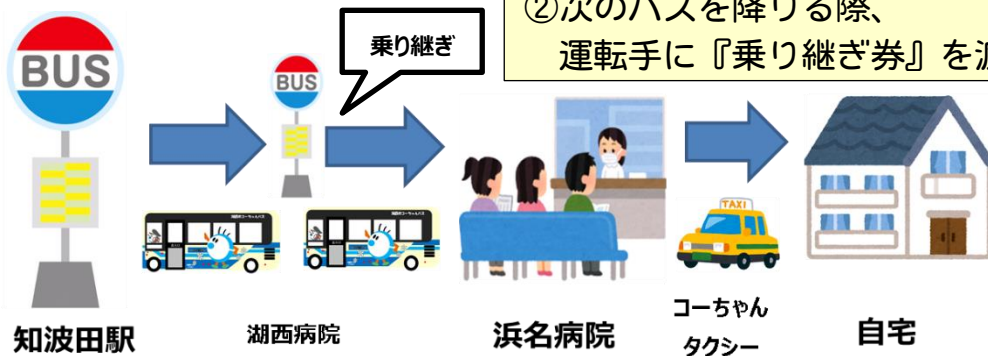 ②次のバスを降りる際、
運転手に『乗り継ぎ券』を
乗り継ぎ
BUS
BUS
TAXI
知波田駅
湖西病院
浜名病院
コーちゃん
タクシー
自宅